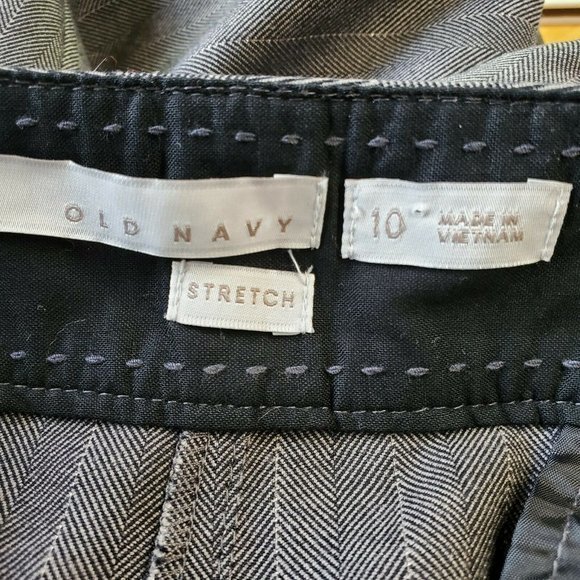 OLD NAVY
STRETCH
10
MADE IN
VIETNAM